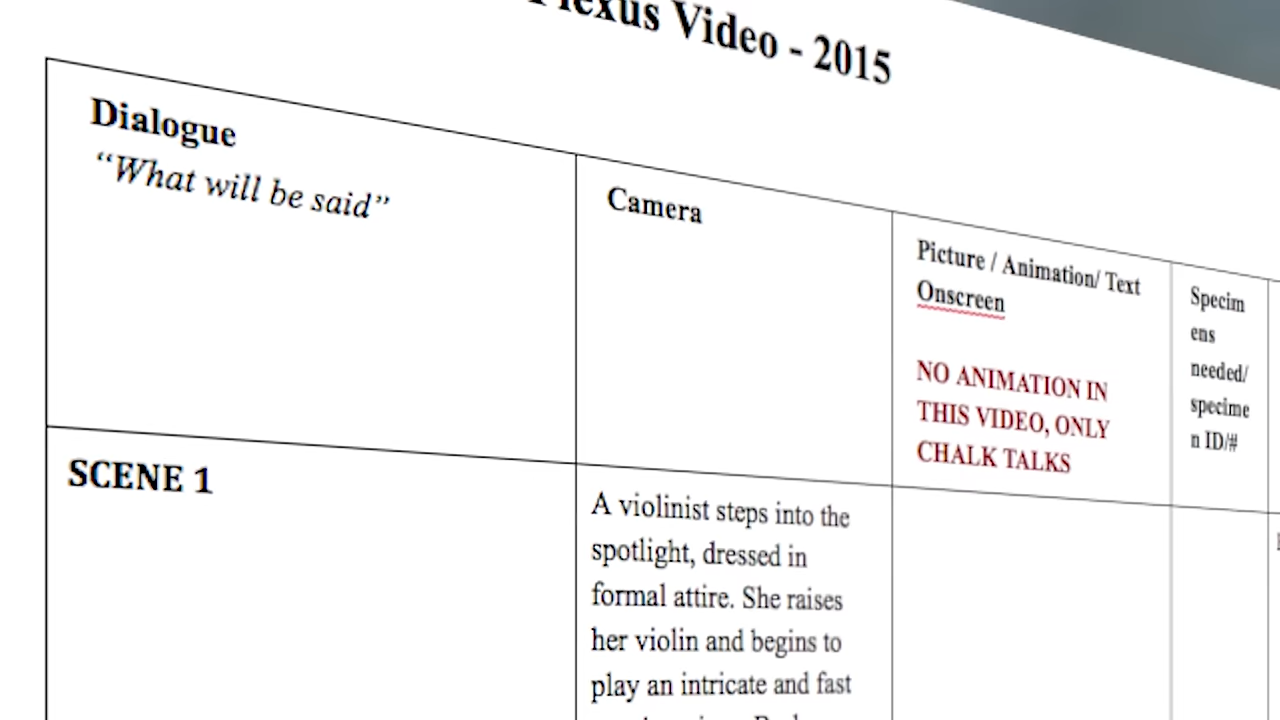 Plexus Video - 2015
Dialogue
“What will be said”
Camera
Picture / Animation/ Text
Onscreen
NO ANIMATION IN
THIS VIDEO, ONLY
CHALK TALKS
Specim
ens
needed/
specime
n ID/#
SCENE 1
A violinist steps into the
spotlight, dressed in
formal attire. She raises
her violin and begins to
play an intricate and fast